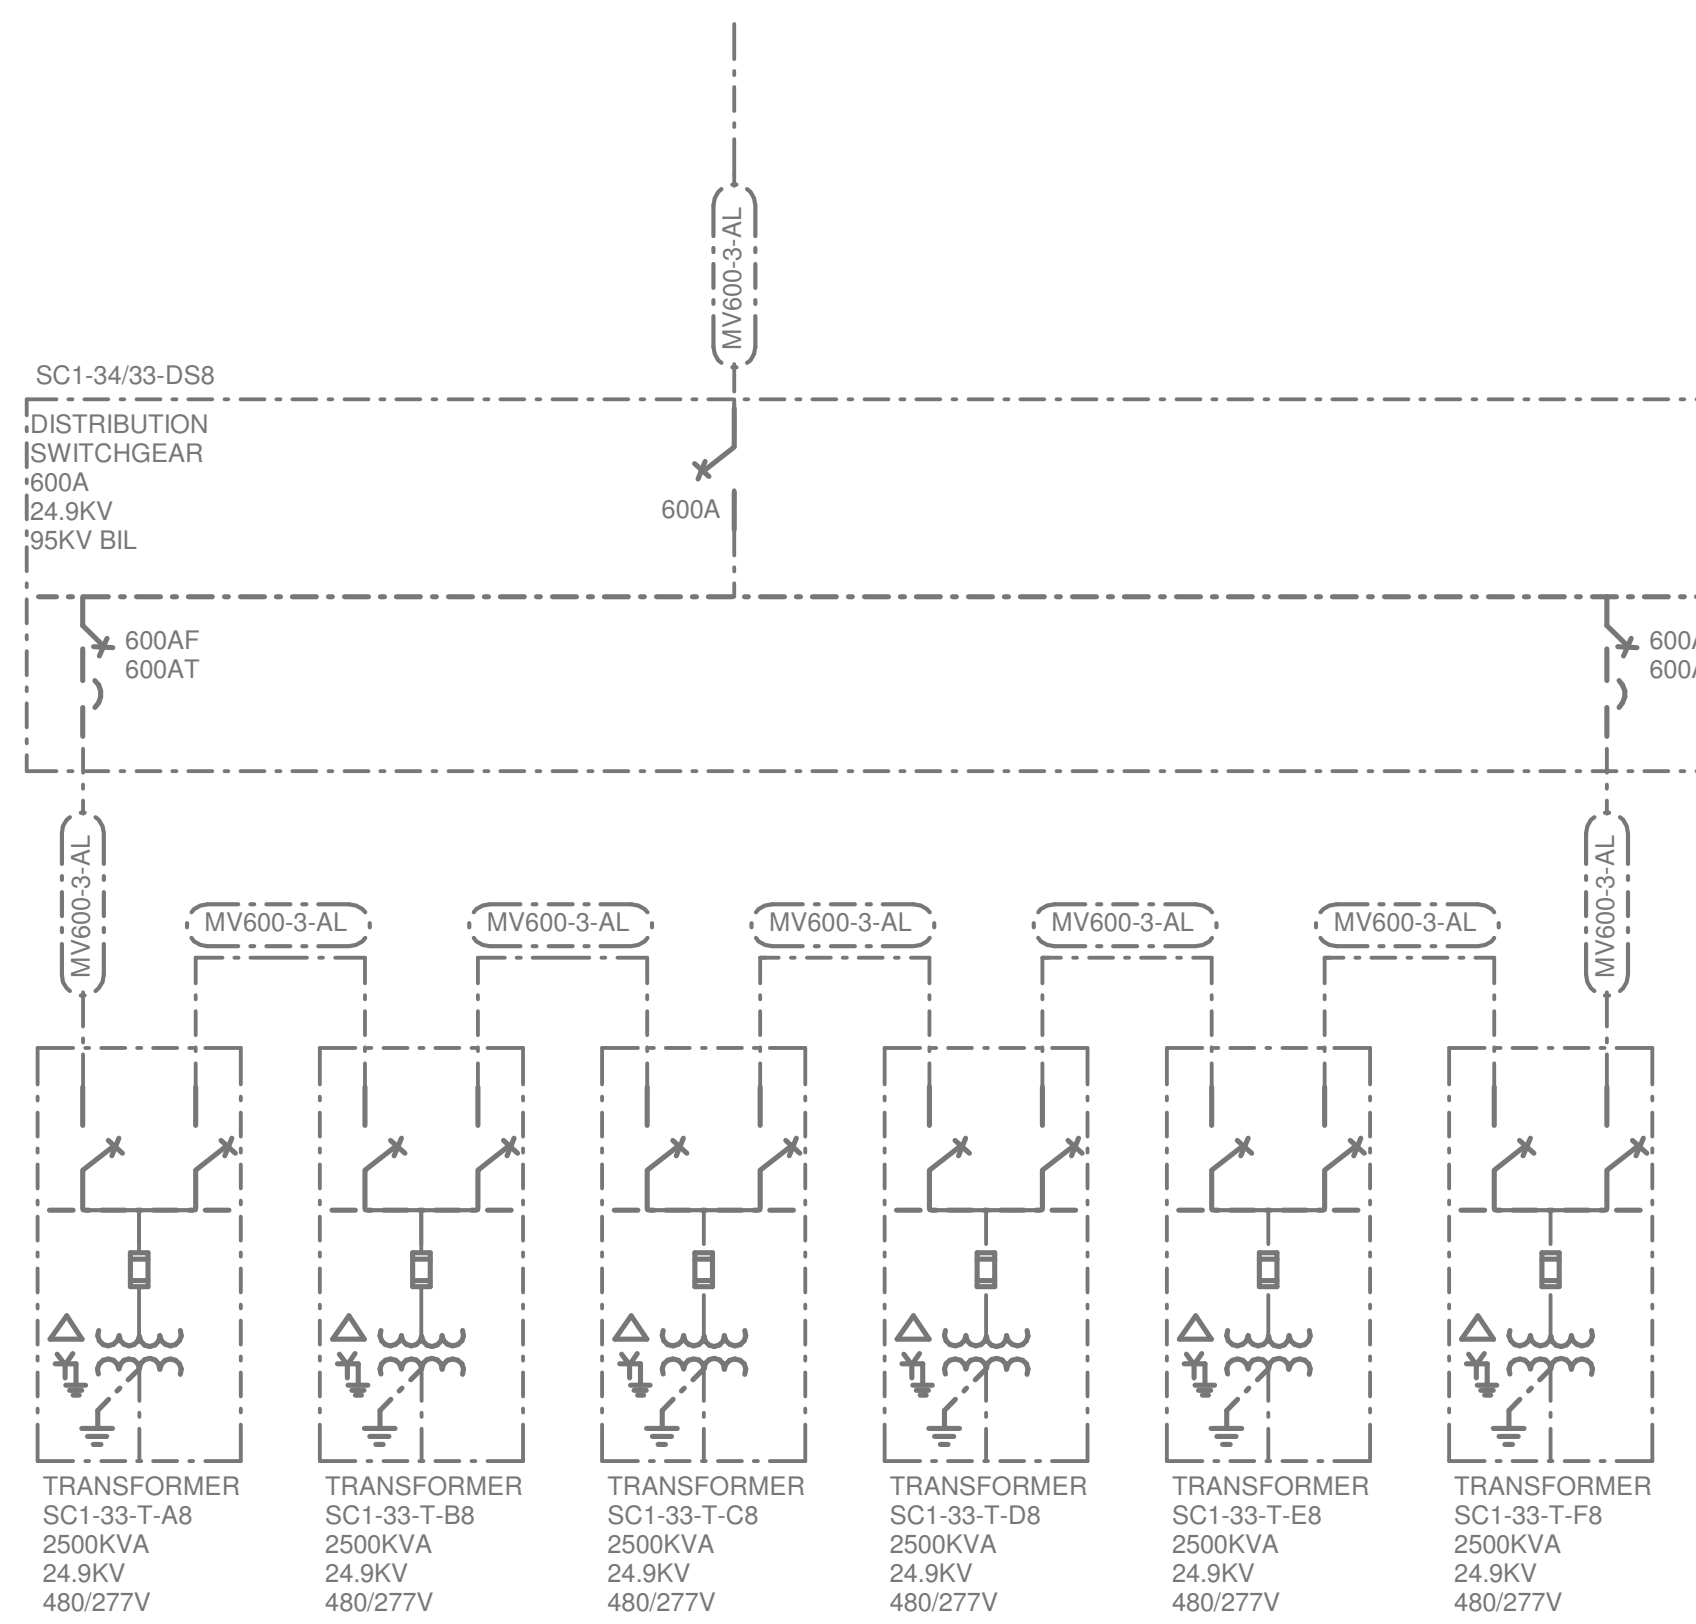 MV600-3-AL
SC1-34/33-DS8
DISTRIBUTION
SWITCHGEAR
600A
24.9KV
95KV BIL
600A
600AF
600AT
600A
600A
MV600-3-AL
MV600-3-AL
MV600-3-AL
MV600-3-AL
MV600-3-AL
MV600-3-AL
MV600-3-AL
TRANSFORMER
SC1-33-T-A8
2500KVA
24.9KV
480/277V
TRANSFORMER
SC1-33-T-B8
2500KVA
24.9KV
480/277V
TRANSFORMER
SC1-33-T-C8
2500KVA
24.9KV
480/277V
TRANSFORMER
SC1-33-T-D8
2500KVA
24.9KV
480/277V
TRANSFORMER
SC1-33-T-E8
2500KVA
24.9KV
480/277V
TRANSFORMER
SC1-33-T-F8
2500KVA
24.9KV
480/277V